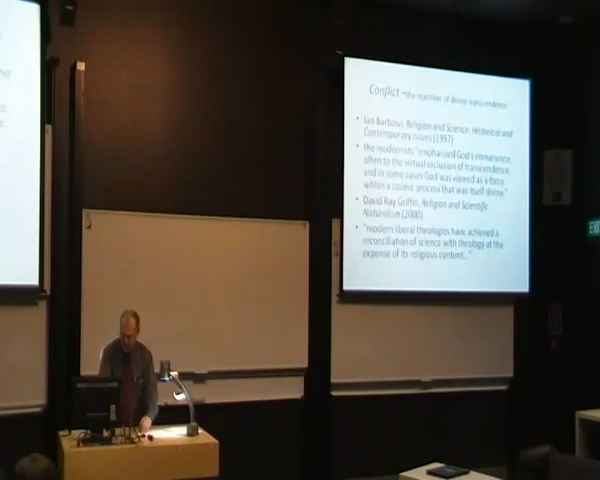 Conflict – the rejection of divine transcendence
• Ian Barbour, Religion and Science: Historical and
Contemporary Issues (1997)
• the modernists "emphasized God's immanence,
often to the virtual exclusion of transcendence,
and in some cases God was viewed as a force
within a cosmic process that was itself divine."
• David Ray Griffin, Religion and Scientific
Naturalism (2000)
• "modern liberal theologies have achieved a
reconciliation of science with theology at the
expense of its religious content.."
EXIT